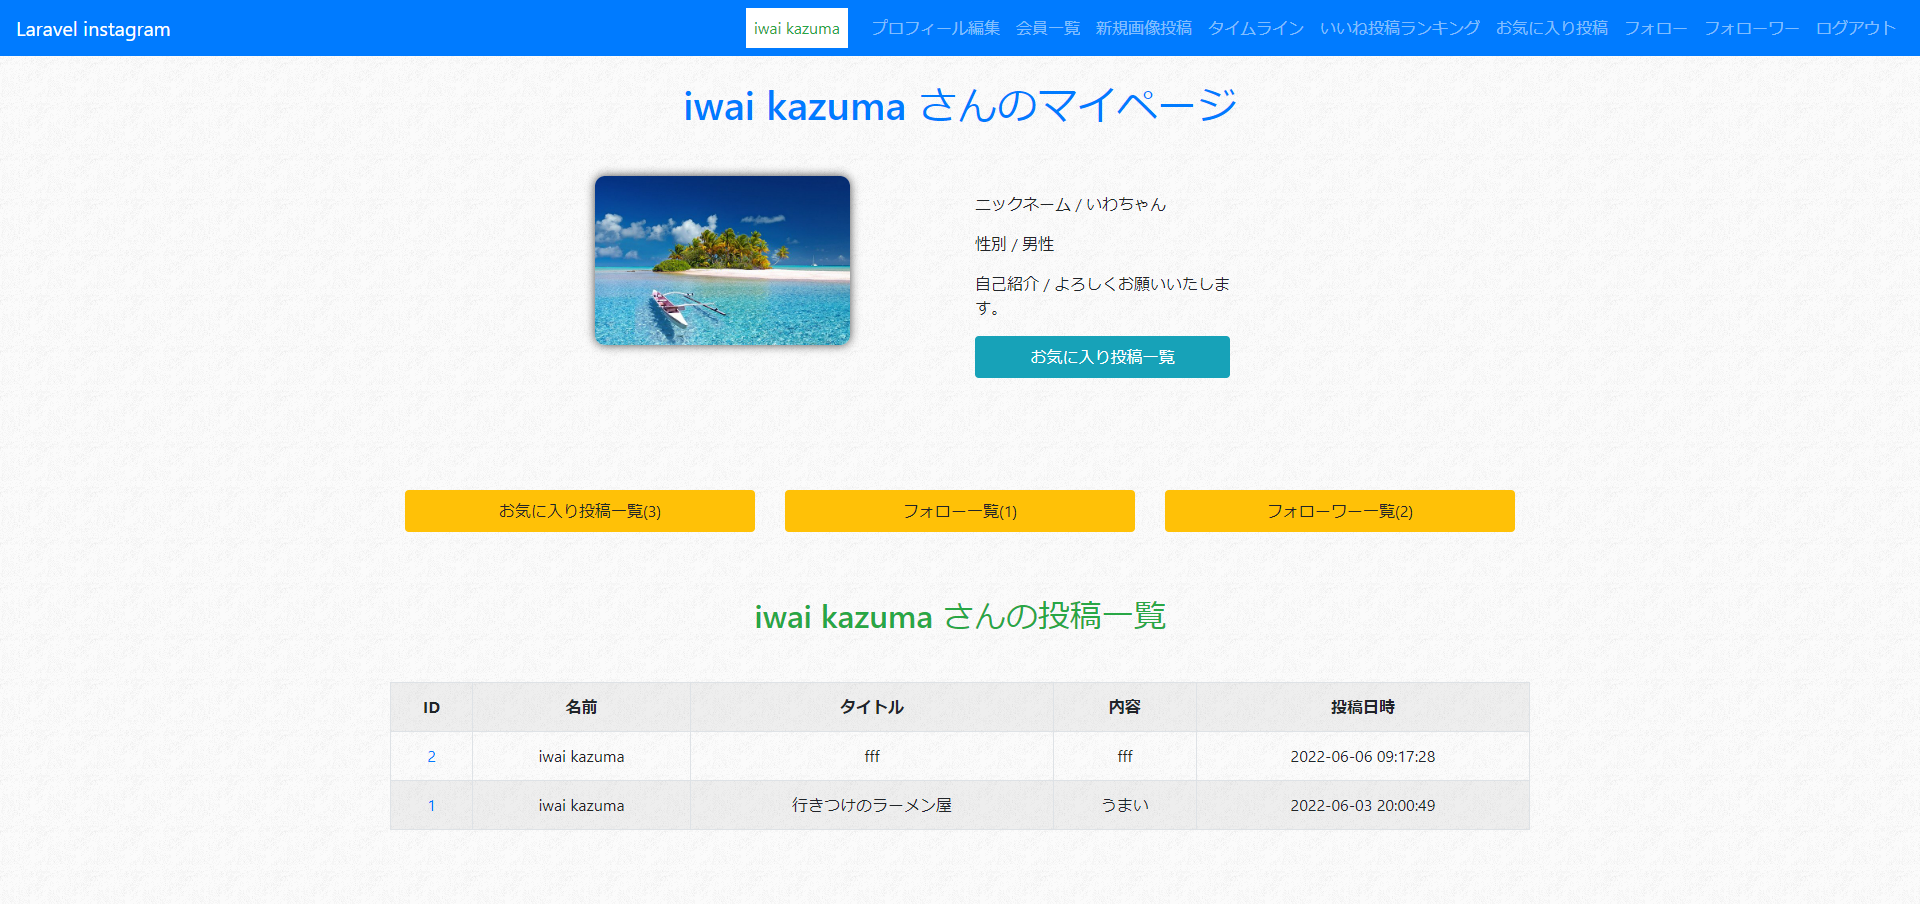 Laravel instagram
iwai kazuma プロフィール編集 会員一覧 新規画像投稿 タイムライン いいね投稿ランキング お気に入り投稿 フォロー フォローワー ログアウト
iwai kazuma さんのマイページ
ニックネーム / いわちゃん
性別 / 男性
自己紹介 / よろしくお願いいたしま
す。
お気に入り投稿一覧
お気に入り投稿一覧(3) フォロー一覧(1) フォローワー一覧(2)
iwai kazuma さんの投稿一覧
ID 名前 タイトル 内容 投稿日時
2 iwai kazuma fff fff 2022-06-06 09:17:28
1 iwai kazuma 行きつけのラーメン屋 うまい 2022-06-03 20:00:49